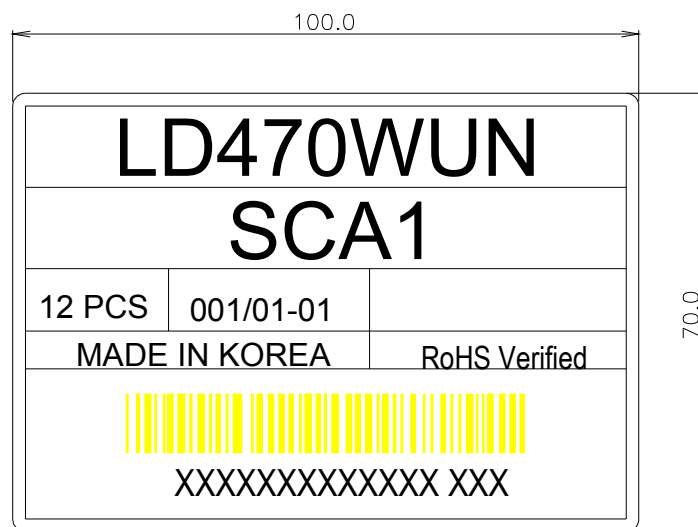 100.0
LD470WUN
SCA1
12 PCS 001/01-01
70.0
MADE IN KOREA RoHS Verified
XXXXXXXXXXXXX XXX